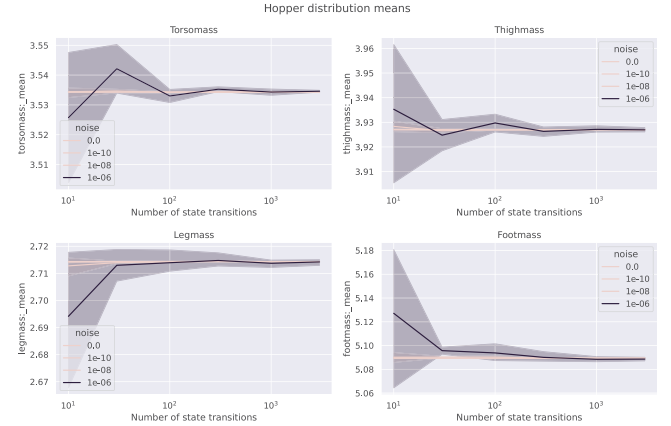 Hopper distribution means
Torsomass
torsomass:_mean
3.55
3.54
3.53
3.52
3.51
noise
0.0
1e-10
1e-08
1e-06
10¹
10²
10³
Number of state transitions
Thighmass
thighmass:_mean
3.96
3.95
3.94
3.93
3.92
3.91
noise
0.0
1e-10
1e-08
1e-06
10¹
10²
10³
Number of state transitions
Legmass
legmass:_mean
2.72
2.71
2.70
2.69
2.68
2.67
noise
0.0
1e-10
1e-08
1e-06
10¹
10²
10³
Number of state transitions
Footmass
footmass:_mean
5.18
5.16
5.14
5.12
5.10
5.08
5.06
noise
0.0
1e-10
1e-08
1e-06
10¹
10²
10³
Number of state transitions